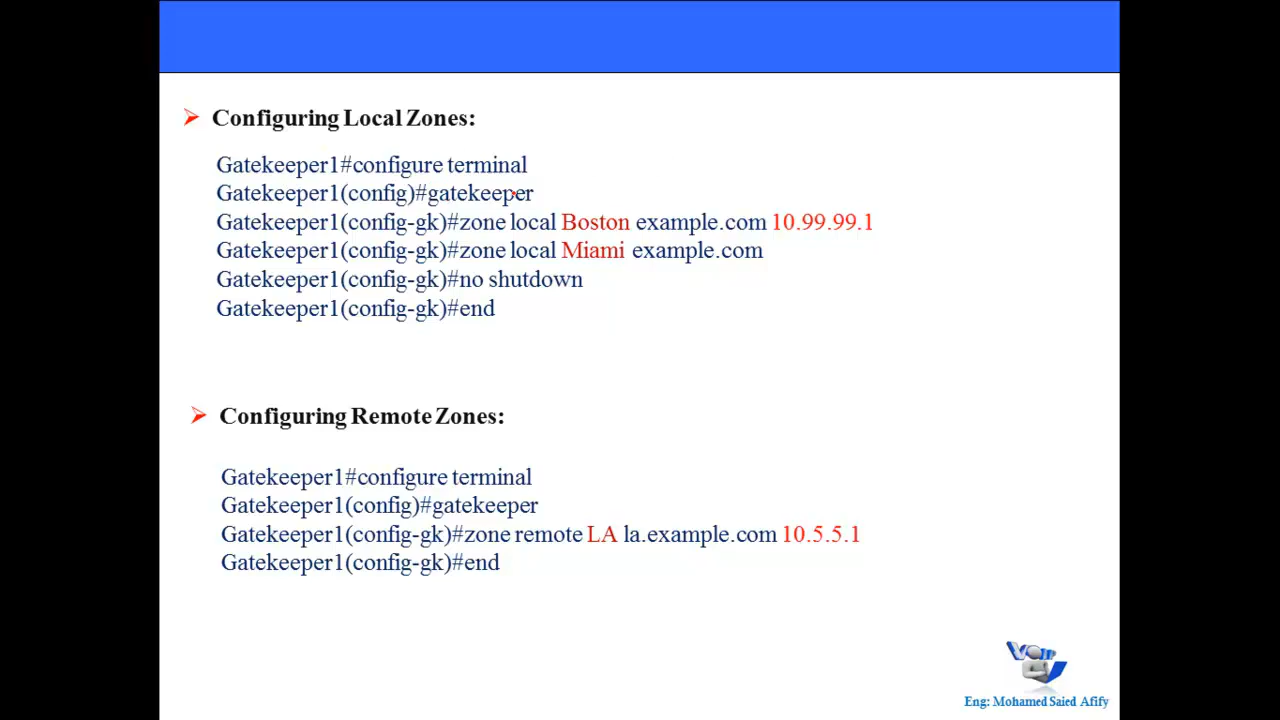 Configuring Local Zones:
Gatekeeper1#configure terminal
Gatekeeper1(config)#gatekeeper
Gatekeeper1(config-gk)#zone local Boston example.com 10.99.99.1
Gatekeeper1(config-gk)#zone local Miami example.com
Gatekeeper1(config-gk)#no shutdown
Gatekeeper1(config-gk)#end
Configuring Remote Zones:
Gatekeeper1#configure terminal
Gatekeeper1(config)#gatekeeper
Gatekeeper1(config-gk)#zone remote LA la.example.com 10.5.5.1
Gatekeeper1(config-gk)#end
Eng: Mohamed Saied Afify